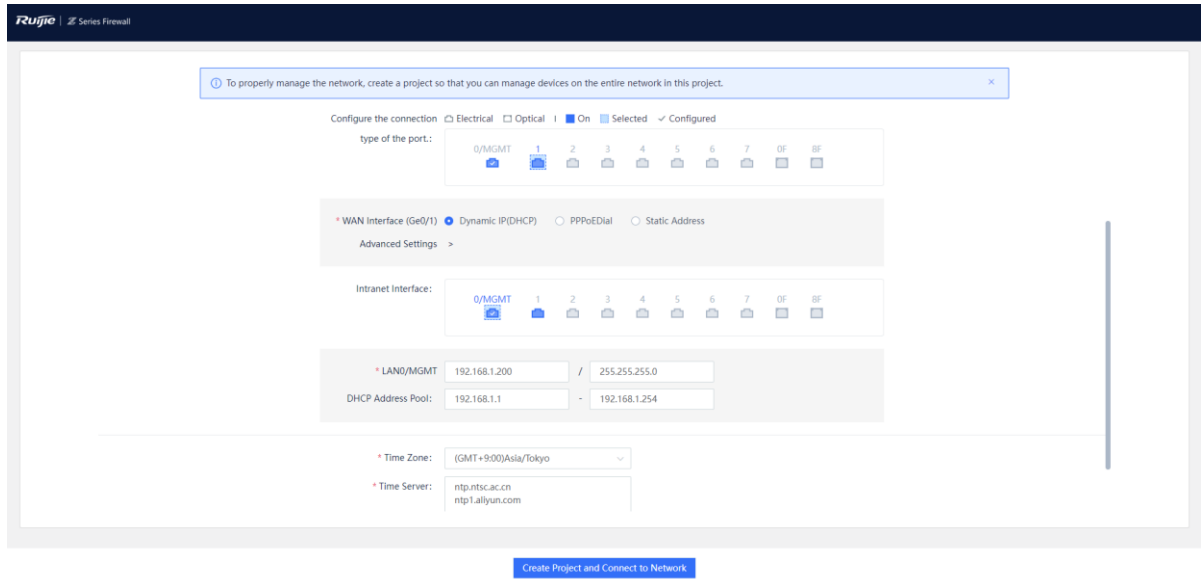 Ruijie | Z Series Firewall
To properly manage the network, create a project so that you can manage devices on the entire network in this project. ×
Configure the connection Electrical Optical | On Selected ✓ Configured
type of the port.:
0/MGMT 1 2 3 4 5 6 7 0F 8F
* WAN Interface (Ge0/1) Dynamic IP(DHCP) PPPoEDial Static Address
Advanced Settings >
Intranet Interface:
0/MGMT 1 2 3 4 5 6 7 0F 8F
* LAN0/MGMT 192.168.1.200 / 255.255.255.0
DHCP Address Pool: 192.168.1.1 - 192.168.1.254
* Time Zone: (GMT+9:00)Asia/Tokyo
* Time Server: ntp.ntsc.ac.cn
ntp1.aliyun.com
Create Project and Connect to Network